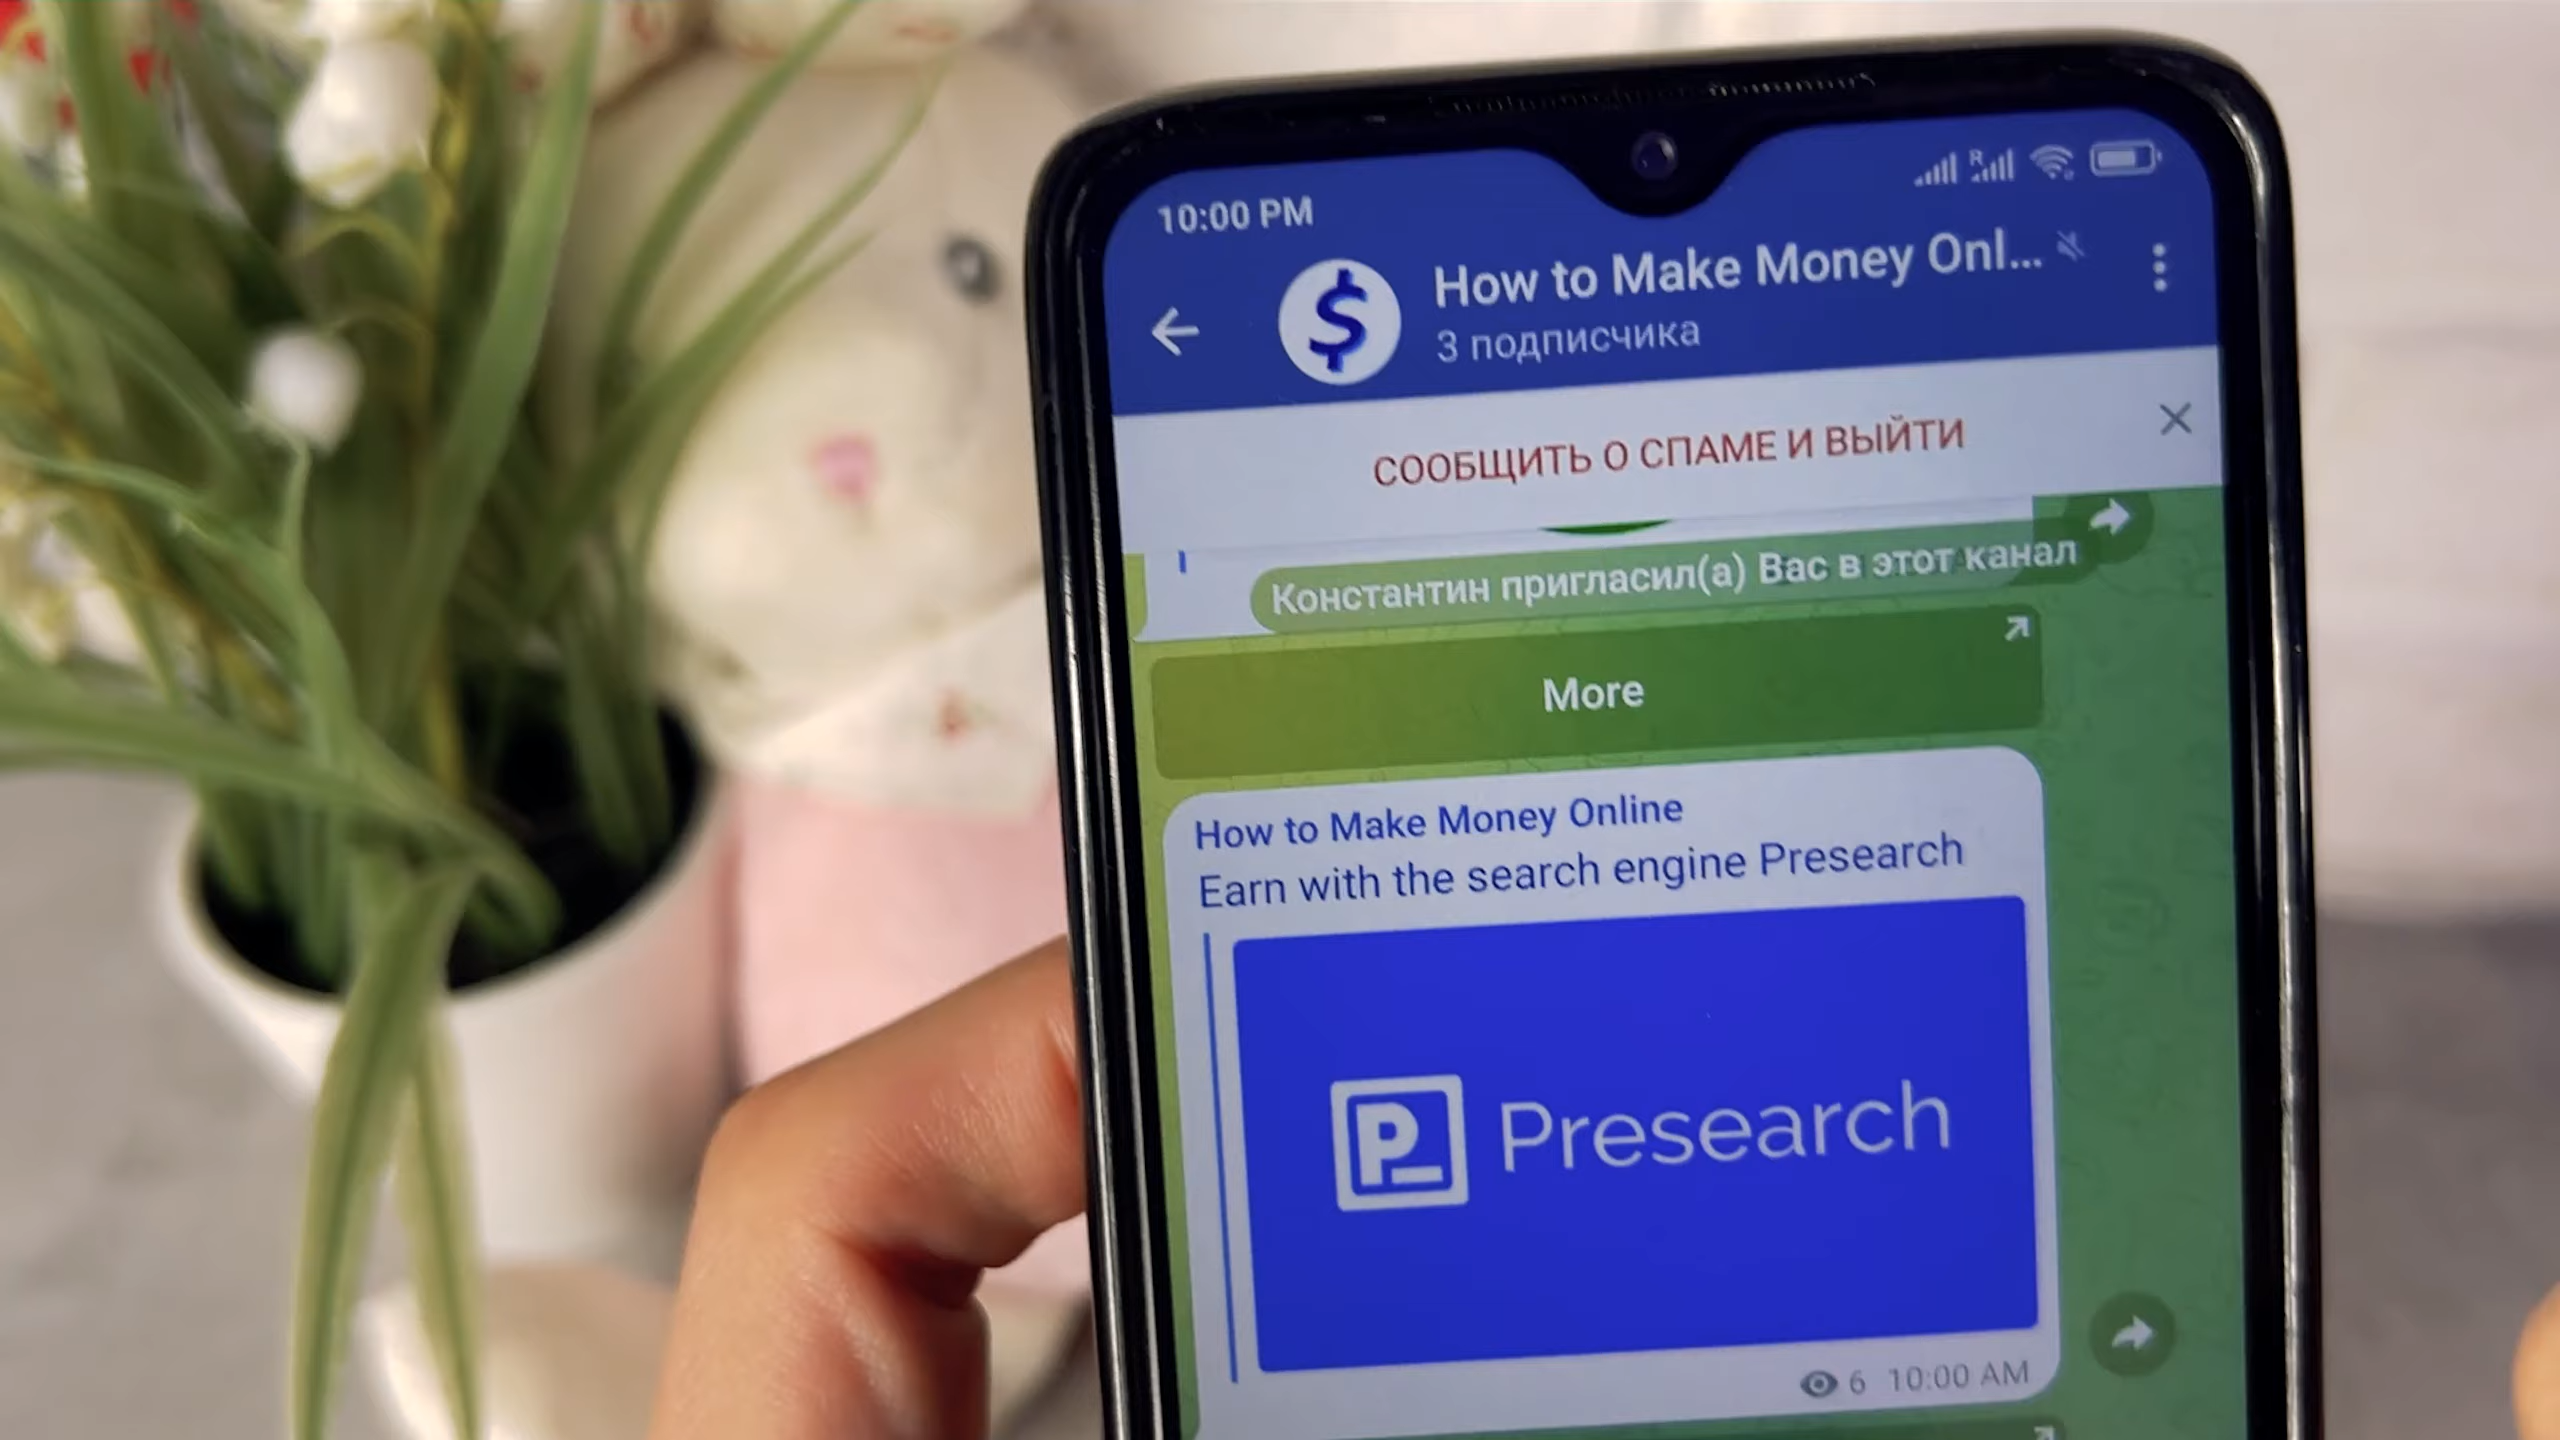 10:00 PM
R
$
How to Make Money Onl...
3 подписчика
СООБЩИТЬ О СПАМЕ И ВЫЙТИ
Константин пригласил(а) Вас в этот канал
More
How to Make Money Online
Earn with the search engine Presearch
P_ Presearch
6 10:00 AM